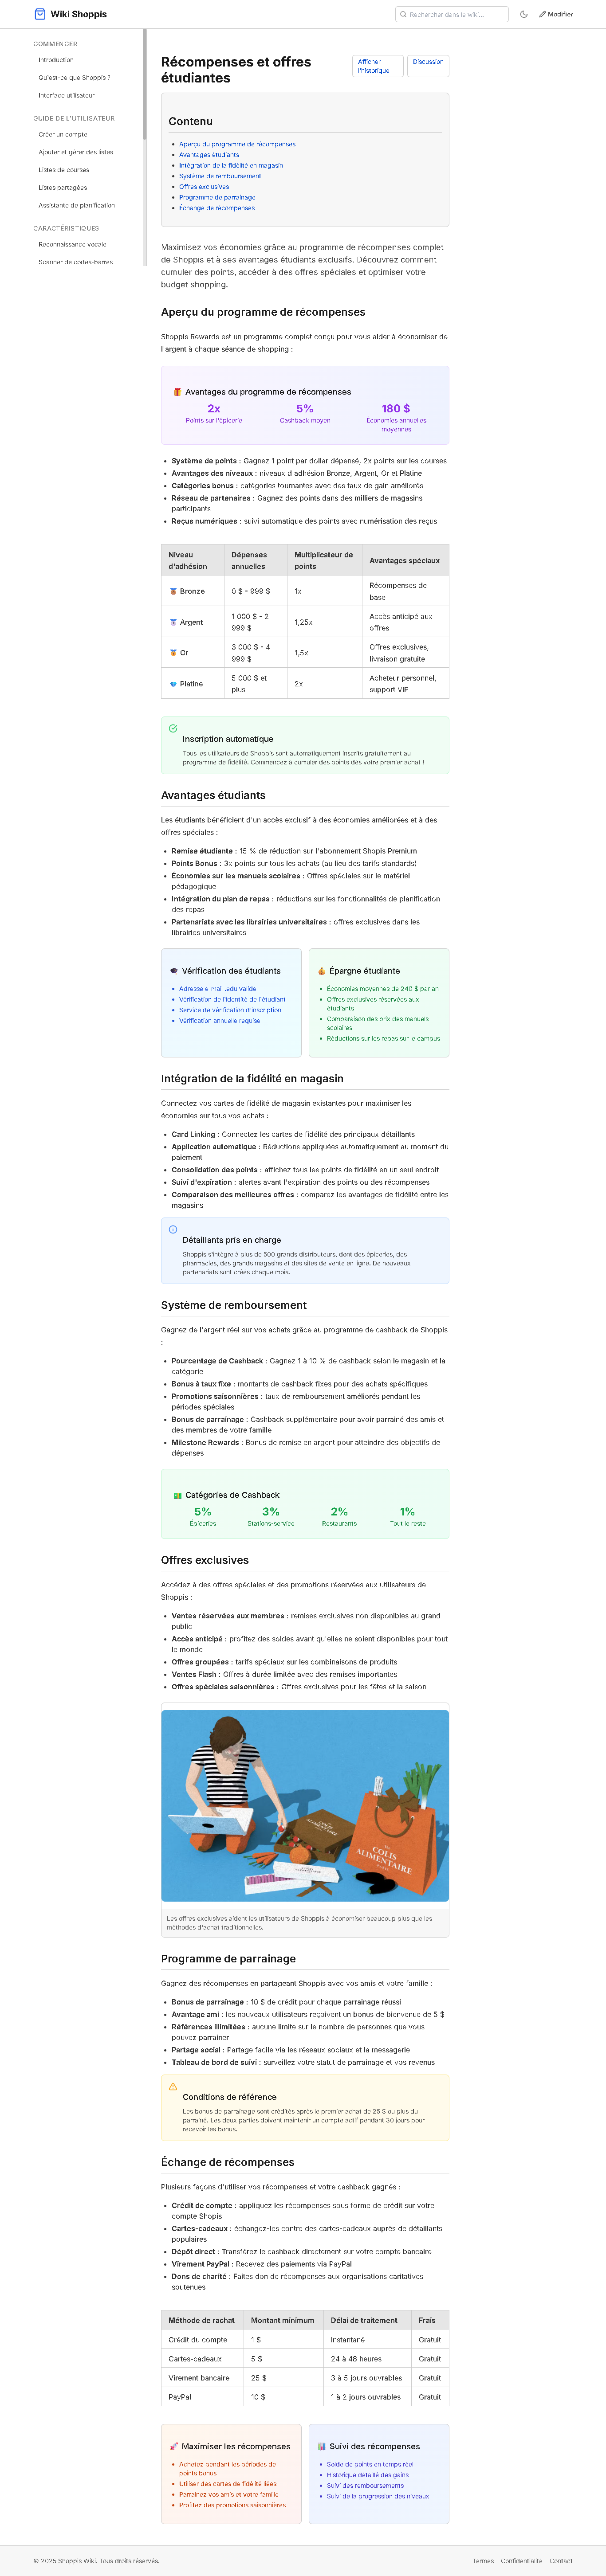 Wiki Shoppis
Rechercher dans le wiki...
Modifier
COMMENCER
Introduction
Qu'est-ce que Shoppis ?
Interface utilisateur
GUIDE DE L'UTILISATEUR
Créer un compte
Ajouter et gérer des listes
Listes de courses
Listes partagées
Assistante de planification
CARACTÉRISTIQUES
Reconnaissance vocale
Scanner de codes-barres
Récompenses et offres
étudiantes
Afficher
l'historique
Discussion
Contenu
Aperçu du programme de récompenses
Avantages étudiants
Intégration de la fidélité en magasin
Système de remboursement
Offres exclusives
Programme de parrainage
Échange de récompenses
Maximisez vos économies grâce au programme de récompenses complet
de Shoppis et à ses avantages étudiants exclusifs. Découvrez comment
cumuler des points, accéder à des offres spéciales et optimiser votre
budget shopping.
Aperçu du programme de récompenses
Shoppis Rewards est un programme complet conçu pour vous aider à économiser de
l'argent à chaque séance de shopping :
Avantages du programme de récompenses
2x
Points sur l'épicerie
5%
Cashback moyen
180 $
Économies annuelles
moyennes
Système de points : Gagnez 1 point par dollar dépensé, 2x points sur les courses
Avantages des niveaux : niveaux d'adhésion Bronze, Argent, Or et Platine
Catégories bonus : catégories tournantes avec des taux de gain améliorés
Réseau de partenaires : Gagnez des points dans des milliers de magasins
participants
Reçus numériques : suivi automatique des points avec numérisation des reçus
Niveau
d'adhésion
Dépenses
annuelles
Multiplicateur de
points
Avantages spéciaux
Bronze
0 $ - 999 $
1x
Récompenses de
base
Argent
1 000 $ - 2
999 $
1,25x
Accès anticipé aux
offres
Or
3 000 $ - 4
999 $
1,5x
Offres exclusives,
livraison gratuite
Platine
5 000 $ et
plus
2x
Acheteur personnel,
support VIP
Inscription automatique
Tous les utilisateurs de Shoppis sont automatiquement inscrits gratuitement au
programme de fidélité. Commencez à cumuler des points dès votre premier achat !
Avantages étudiants
Les étudiants bénéficient d'un accès exclusif à des économies améliorées et à des
offres spéciales :
Remise étudiante : 15 % de réduction sur l'abonnement Shopis Premium
Points Bonus : 3x points sur tous les achats (au lieu des tarifs standards)
Économies sur les manuels scolaires : Offres spéciales sur le matériel
pédagogique
Intégration du plan de repas : réductions sur les fonctionnalités de planification
des repas
Partenariats avec les librairies universitaires : offres exclusives dans les
librairies universitaires
Vérification des étudiants
Adresse e-mail .edu valide
Vérification de l'identité de l'étudiant
Service de vérification d'inscription
Vérification annuelle requise
Épargne étudiante
Économies moyennes de 240 $ par an
Offres exclusives réservées aux
étudiants
Comparaison des prix des manuels
scolaires
Réductions sur les repas sur le campus
Intégration de la fidélité en magasin
Connectez vos cartes de fidélité de magasin existantes pour maximiser les
économies sur tous vos achats :
Card Linking : Connectez les cartes de fidélité des principaux détaillants
Application automatique : Réductions appliquées automatiquement au moment du
paiement
Consolidation des points : affichez tous les points de fidélité en un seul endroit
Suivi d'expiration : alertes avant l'expiration des points ou des récompenses
Comparaison des meilleures offres : comparez les avantages de fidélité entre les
magasins
Détaillants pris en charge
Shoppis s'intègre à plus de 500 grands distributeurs, dont des épiceries, des
pharmacies, des grands magasins et des sites de vente en ligne. De nouveaux
partenariats sont créés chaque mois.
Système de remboursement
Gagnez de l'argent réel sur vos achats grâce au programme de cashback de Shoppis
:
Pourcentage de Cashback : Gagnez 1 à 10 % de cashback selon le magasin et la
catégorie
Bonus à taux fixe : montants de cashback fixes pour des achats spécifiques
Promotions saisonnières : taux de remboursement améliorés pendant les
périodes spéciales
Bonus de parrainage : Cashback supplémentaire pour avoir parrainé des amis et
des membres de votre famille
Milestone Rewards : Bonus de remise en argent pour atteindre des objectifs de
dépenses
Catégories de Cashback
5%
Épiceries
3%
Stations-service
2%
Restaurants
1%
Tout le reste
Offres exclusives
Accédez à des offres spéciales et des promotions réservées aux utilisateurs de
Shoppis :
Ventes réservées aux membres : remises exclusives non disponibles au grand
public
Accès anticipé : profitez des soldes avant qu'elles ne soient disponibles pour tout
le monde
Offres groupées : tarifs spéciaux sur les combinaisons de produits
Ventes Flash : Offres à durée limitée avec des remises importantes
Offres spéciales saisonnières : Offres exclusives pour les fêtes et la saison
COLIS
ALIMENTAIRE
Les offres exclusives aident les utilisateurs de Shoppis à économiser beaucoup plus que les
méthodes d'achat traditionnelles.
Programme de parrainage
Gagnez des récompenses en partageant Shoppis avec vos amis et votre famille :
Bonus de parrainage : 10 $ de crédit pour chaque parrainage réussi
Avantage ami : les nouveaux utilisateurs reçoivent un bonus de bienvenue de 5 $
Références illimitées : aucune limite sur le nombre de personnes que vous
pouvez parrainer
Partage social : Partage facile via les réseaux sociaux et la messagerie
Tableau de bord de suivi : surveillez votre statut de parrainage et vos revenus
Conditions de référence
Les bonus de parrainage sont crédités après le premier achat de 25 $ ou plus du
parrainé. Les deux parties doivent maintenir un compte actif pendant 30 jours pour
recevoir les bonus.
Échange de récompenses
Plusieurs façons d'utiliser vos récompenses et votre cashback gagnés :
Crédit de compte : appliquez les récompenses sous forme de crédit sur votre
compte Shopis
Cartes-cadeaux : échangez-les contre des cartes-cadeaux auprès de détaillants
populaires
Dépôt direct : Transférez le cashback directement sur votre compte bancaire
Virement PayPal : Recevez des paiements via PayPal
Dons de charité : Faites don de récompenses aux organisations caritatives
soutenues
Méthode de rachat
Montant minimum
Délai de traitement
Frais
Crédit du compte
1 $
Instantané
Gratuit
Cartes-cadeaux
5 $
24 à 48 heures
Gratuit
Virement bancaire
25 $
3 à 5 jours ouvrables
Gratuit
PayPal
10 $
1 à 2 jours ouvrables
Gratuit
Maximiser les récompenses
Achetez pendant les périodes de
points bonus
Utiliser des cartes de fidélité liées
Parrainez vos amis et votre famille
Profitez des promotions saisonnières
Suivi des récompenses
Solde de points en temps réel
Historique détaillé des gains
Suivi des remboursements
Suivi de la progression des niveaux
© 2025 Shoppis Wiki. Tous droits réservés.
Termes
Confidentialité
Contact